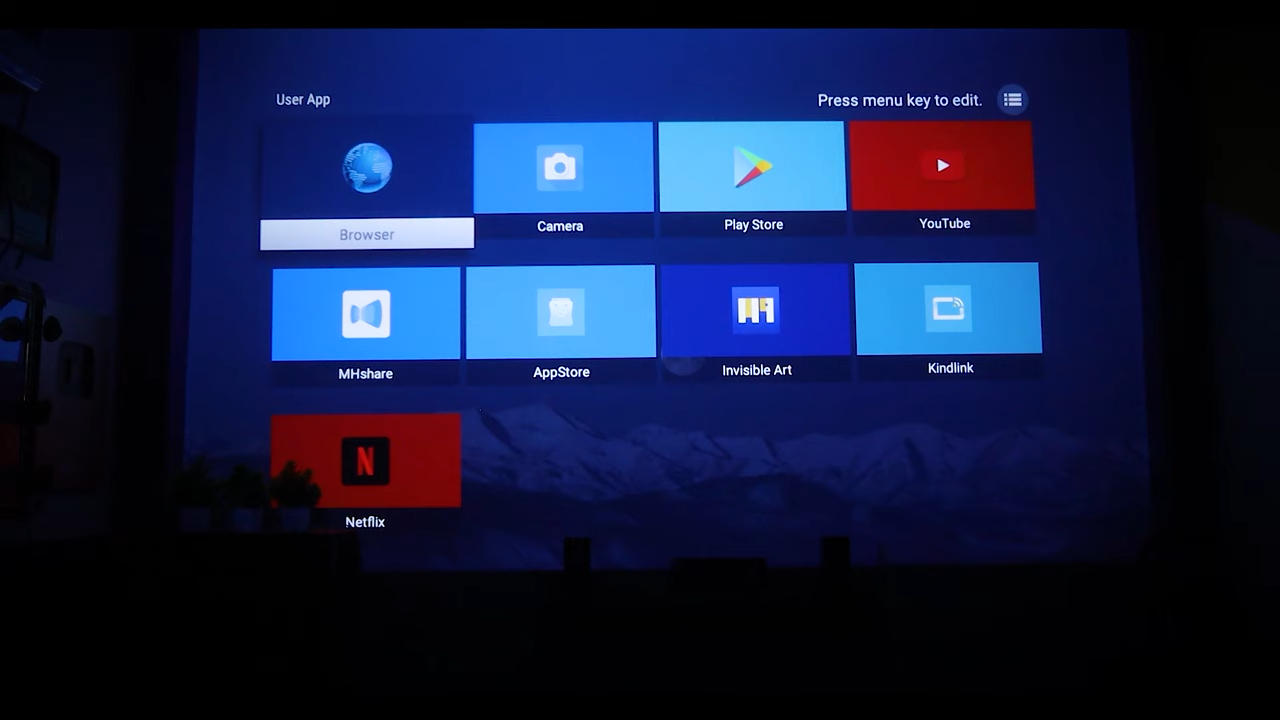 User App
Press menu key to edit.
Browser
Camera
Play Store
YouTube
MHshare
AppStore
Invisible Art
Kindlink
N
Netflix